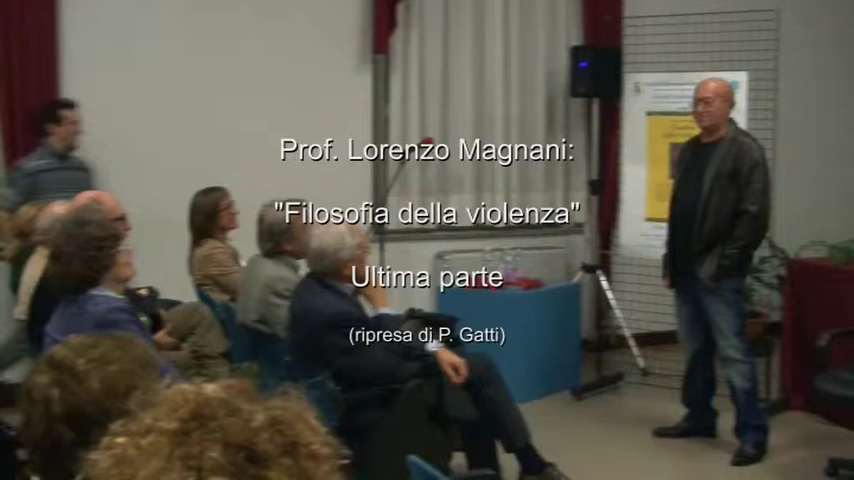 Prof. Lorenzo Magnani:
"Filosofia della violenza"
Ultima parte
(ripresa di P. Gatti)